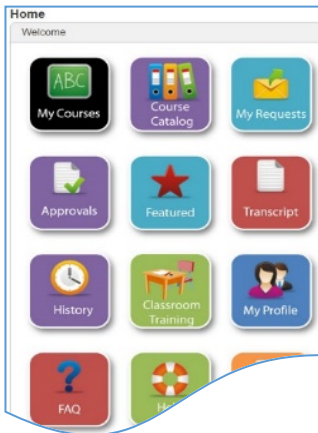 Home
Welcome
ABC
My Courses
Course
Catalog
My Requests
Approvals
Featured
Transcript
History
Classroom
Training
My Profile
FAQ